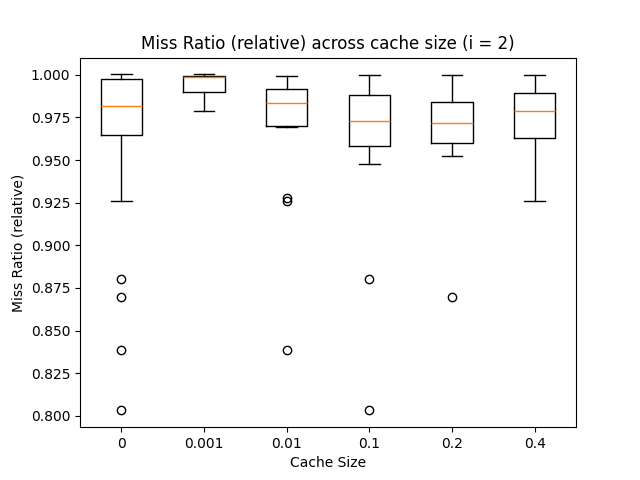 Miss Ratio (relative) across cache size (i = 2)
1.000
0.975
0.950
0.925
0.900
0.875
0.850
0.825
0.800
Miss Ratio (relative)
0 0.001 0.01 0.1 0.2 0.4
Cache Size